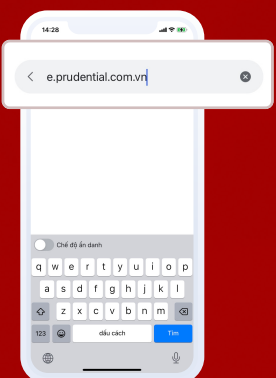 14:28
e.prudential.com.vn
Chế độ ẩn danh
q w e r t y u i o p
a s d f g h j k l
z x c v b n m
123 dấu cách Tìm